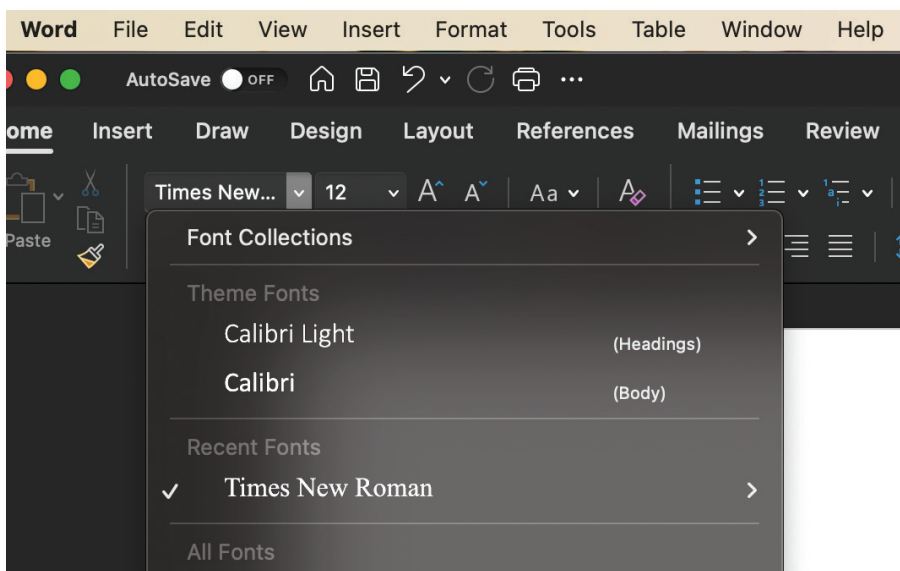 Word File Edit View Insert Format Tools Table Window Help
AutoSave OFF
ome Insert Draw Design Layout References Mailings Review
Times New... 12 A A Aa A
Paste
Font Collections
Theme Fonts
Calibri Light (Headings)
Calibri (Body)
Recent Fonts
Times New Roman
All Fonts